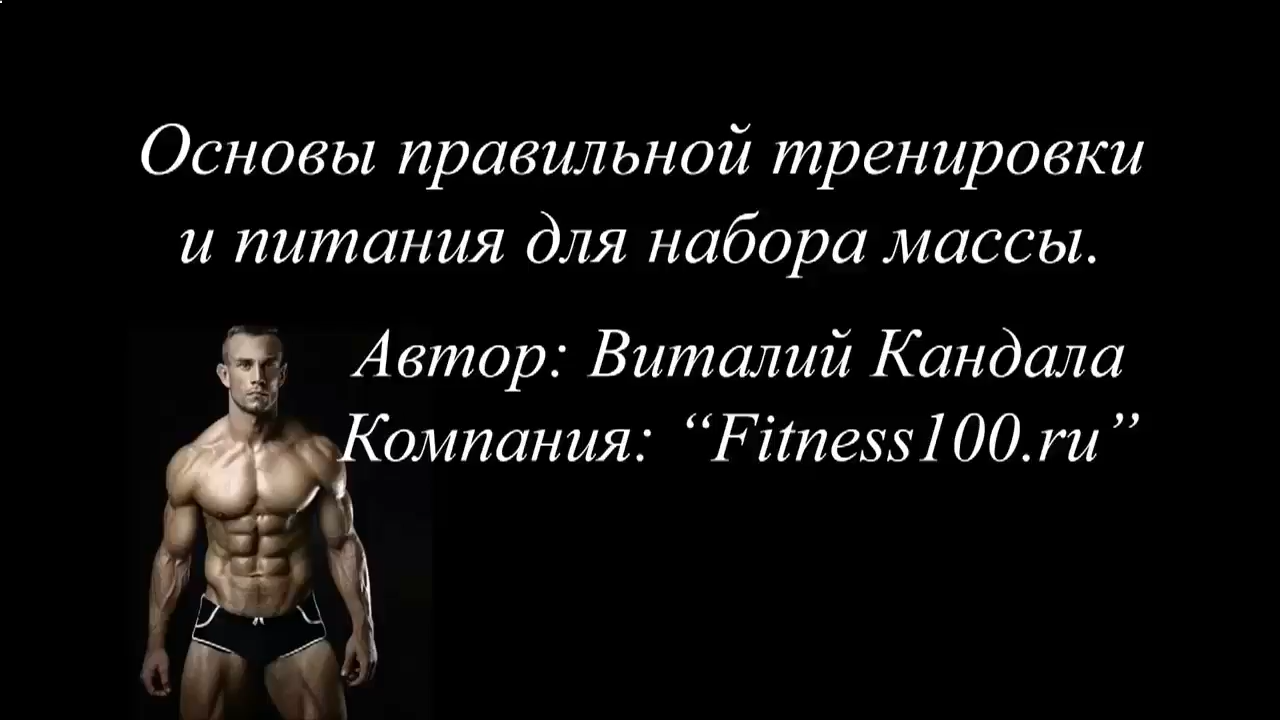 Основы правильной тренировки
и питания для набора массы.
Автор: Виталий Кандала
Компания: “Fitness100.ru”